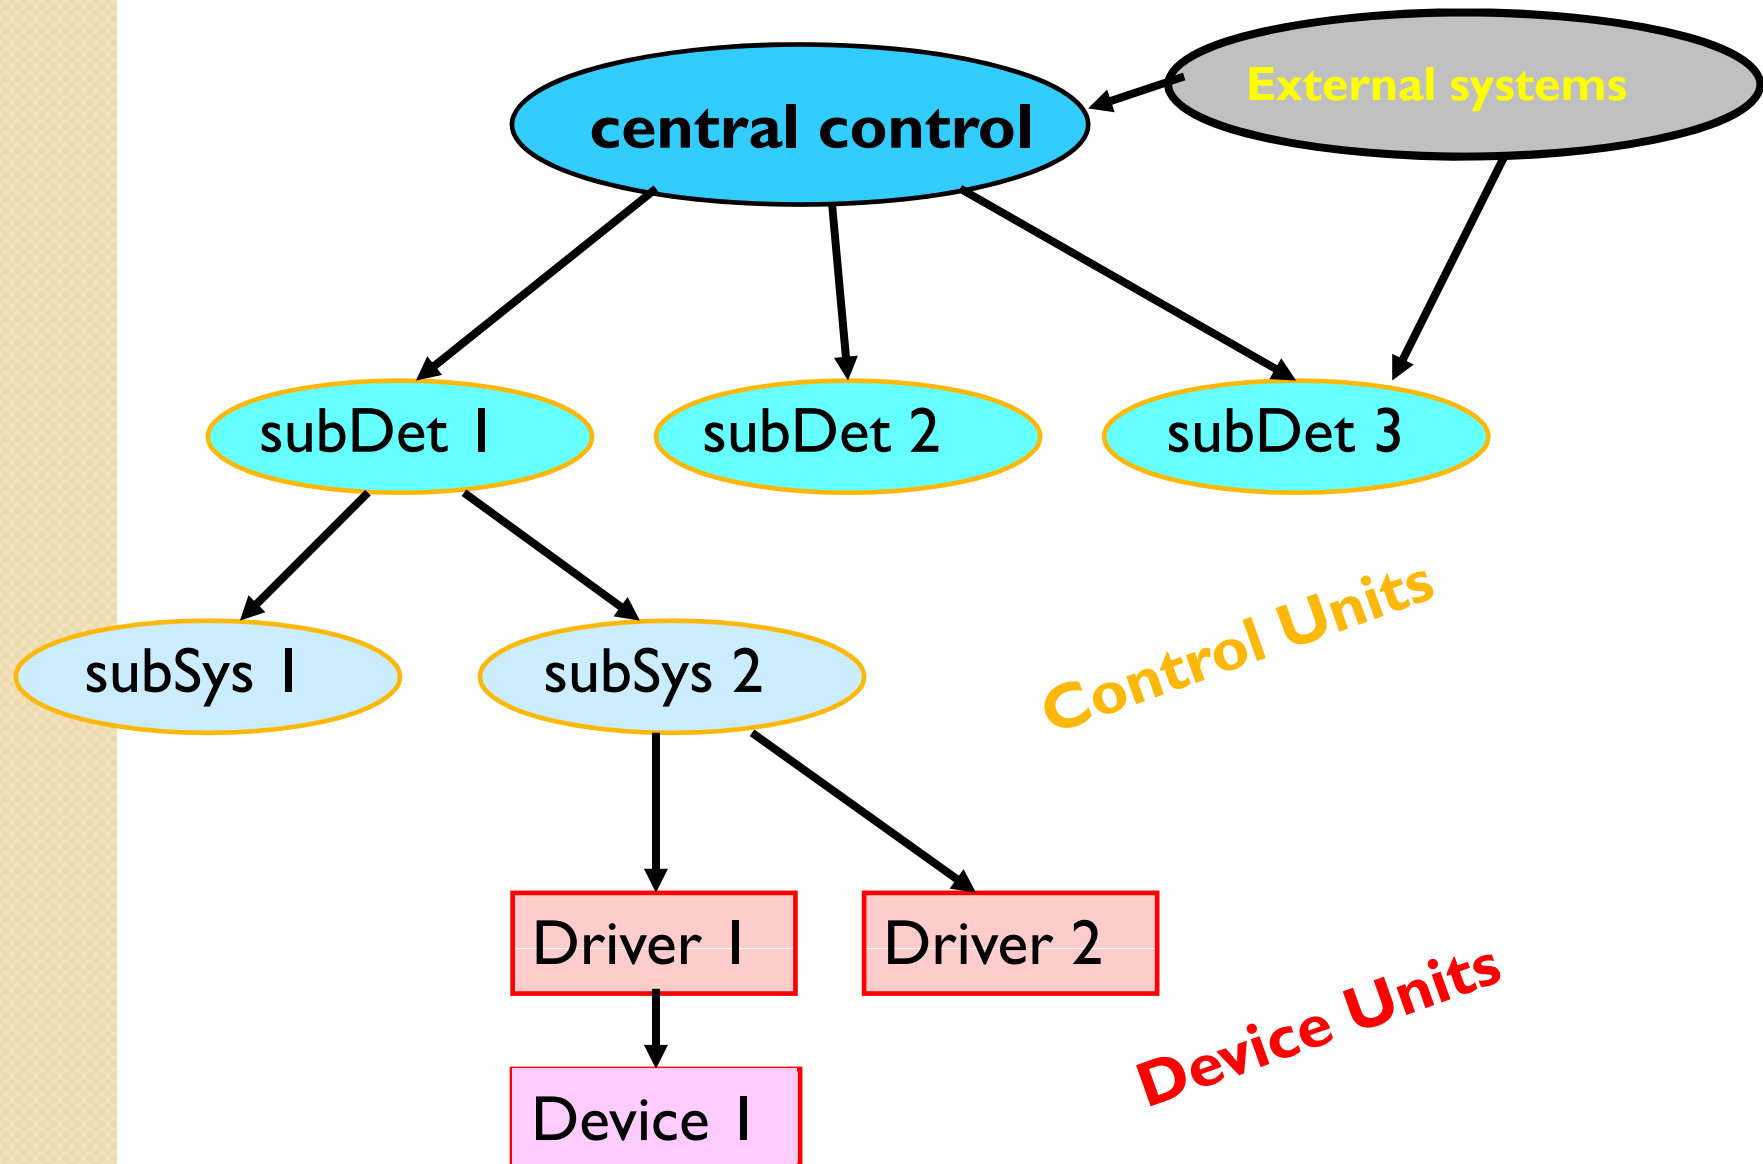 External systems
central control
subDet 1
subDet 2
subDet 3
Control Units
subSys 1
subSys 2
Driver 1
Driver 2
Device Units
Device 1